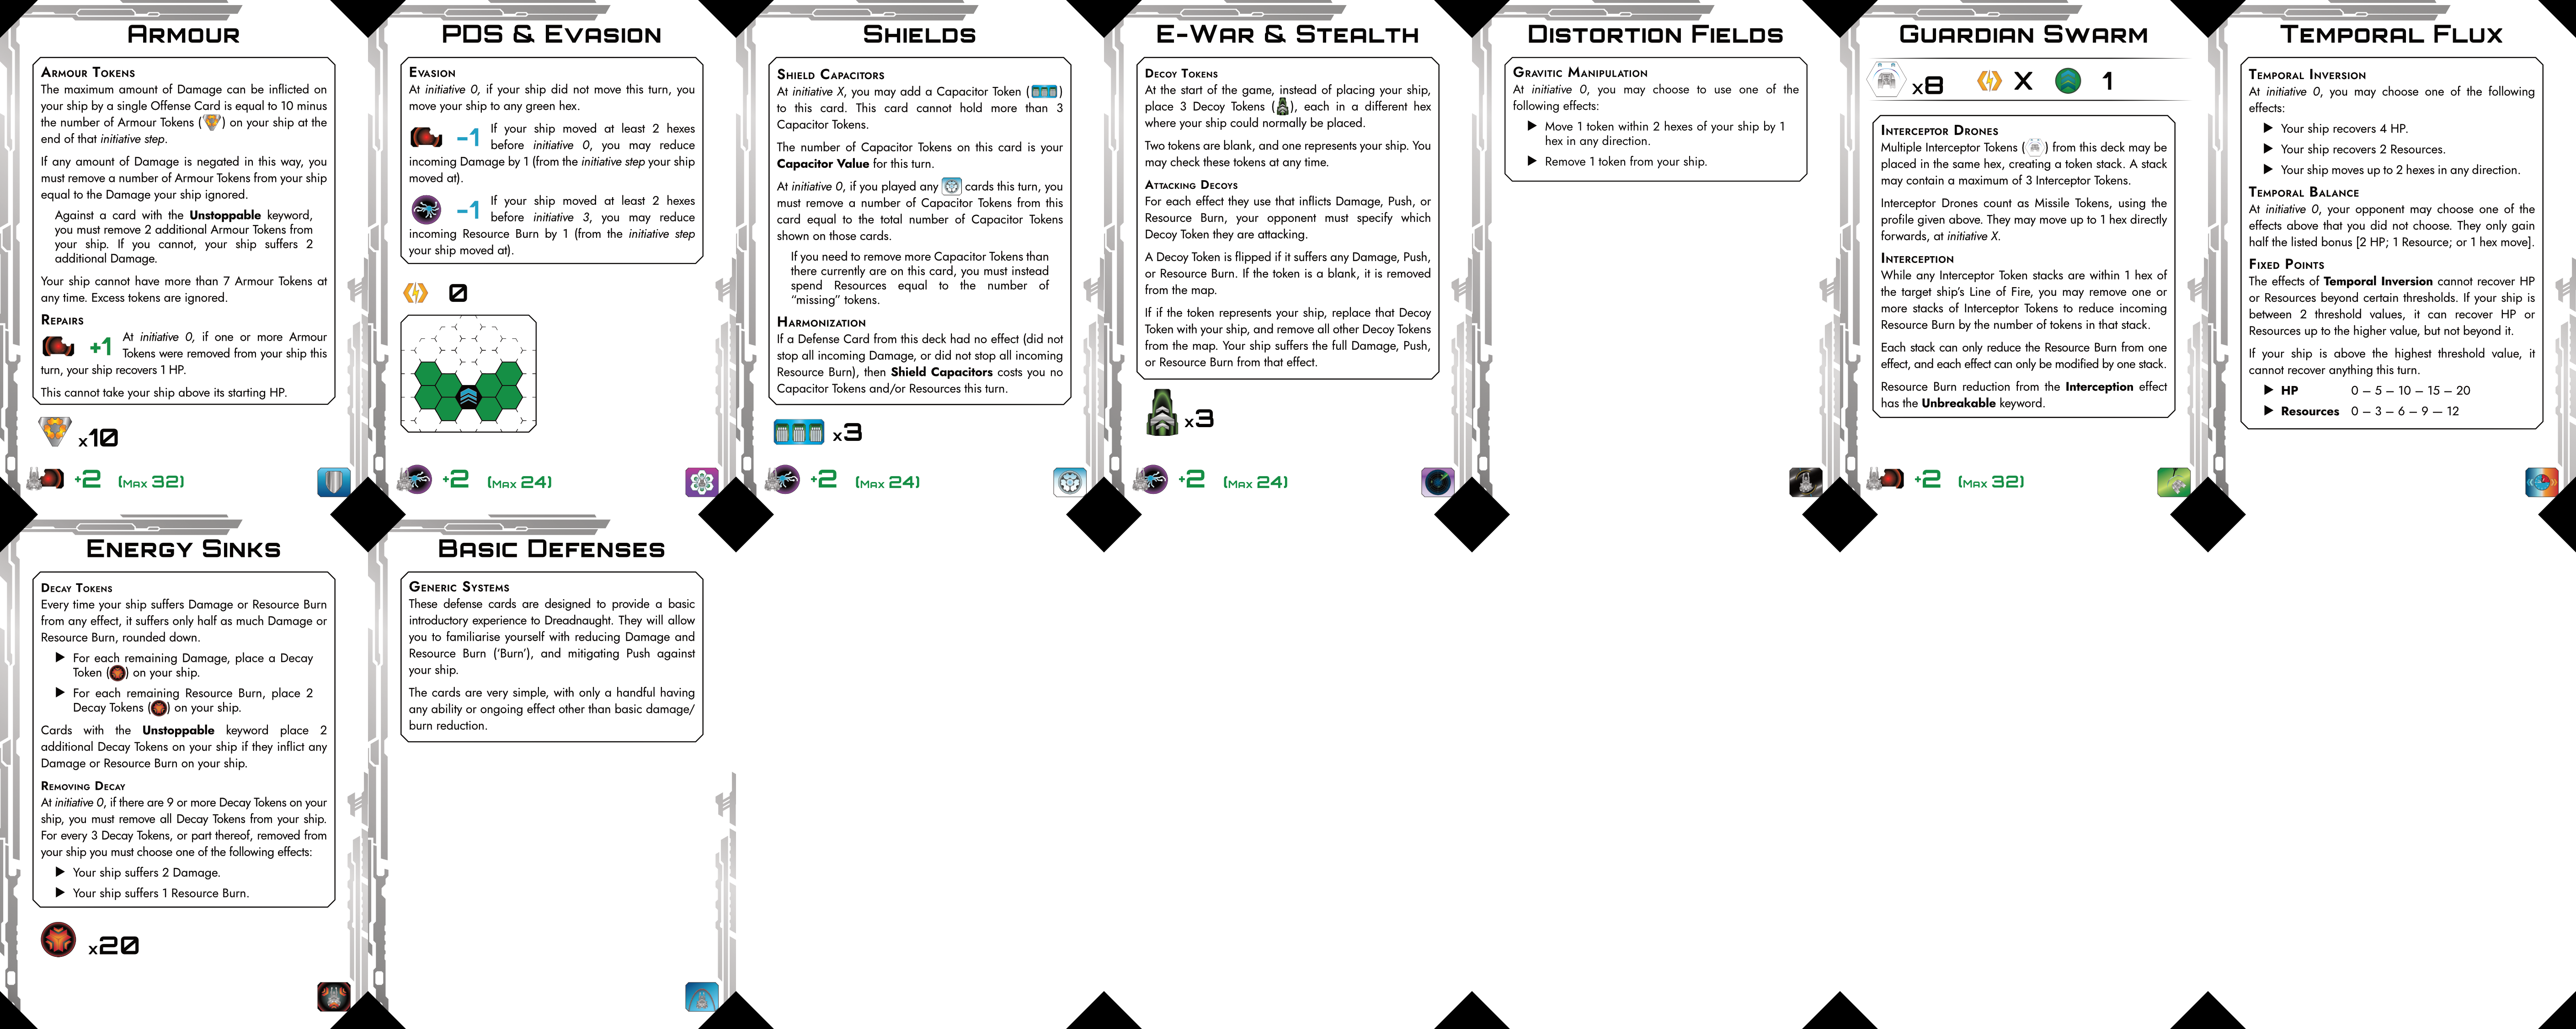 ARMOUR
ARMOUR TOKENS
The maximum amount of Damage can be inflicted on
your ship by a single Offense Card is equal to 10 minus
the number of Armour Tokens ( ) on your ship at the
end of that initiative step.
If any amount of Damage is negated in this way, you
must remove a number of Armour Tokens from your ship
equal to the Damage your ship ignored.
Against a card with the Unstoppable keyword,
you must remove 2 additional Armour Tokens from
your ship. If you cannot, your ship suffers 2
additional Damage.
Your ship cannot have more than 7 Armour Tokens at
any time. Excess tokens are ignored.
REPAIRS
+1 At initiative 0, if one or more Armour
Tokens were removed from your ship this
turn, your ship recovers 1 HP.
This cannot take your ship above its starting HP.
x10
+2 (MAX 32)
PDS & EVASION
EVASION
At initiative 0, if your ship did not move this turn, you
move your ship to any green hex.
-1 If your ship moved at least 2 hexes
before initiative 0, you may reduce
incoming Damage by 1 (from the initiative step your ship
moved at).
-1 If your ship moved at least 2 hexes
before initiative 3, you may reduce
incoming Resource Burn by 1 (from the initiative step
your ship moved at).
0
+2 (MAX 24)
SHIELDS
SHIELD CAPACITORS
At initiative X, you may add a Capacitor Token ( )
to this card. This card cannot hold more than 3
Capacitor Tokens.
The number of Capacitor Tokens on this card is your
Capacitor Value for this turn.
At initiative 0, if you played any cards this turn, you
must remove a number of Capacitor Tokens from this
card equal to the total number of Capacitor Tokens
shown on those cards.
If you need to remove more Capacitor Tokens than
there currently are on this card, you must instead
spend Resources equal to the number of
“missing” tokens.
HARMONIZATION
If a Defense Card from this deck had no effect (did not
stop all incoming Damage, or did not stop all incoming
Resource Burn), then Shield Capacitors costs you no
Capacitor Tokens and/or Resources this turn.
x3
+2 (MAX 24)
E-WAR & STEALTH
DECOY TOKENS
At the start of the game, instead of placing your ship,
place 3 Decoy Tokens ( ), each in a different hex
where your ship could normally be placed.
Two tokens are blank, and one represents your ship. You
may check these tokens at any time.
ATTACKING DECOYS
For each effect they use that inflicts Damage, Push, or
Resource Burn, your opponent must specify which
Decoy Token they are attacking.
A Decoy Token is flipped if it suffers any Damage, Push,
or Resource Burn. If the token is a blank, it is removed
from the map.
If if the token represents your ship, replace that Decoy
Token with your ship, and remove all other Decoy Tokens
from the map. Your ship suffers the full Damage, Push,
or Resource Burn from that effect.
x3
+2 (MAX 24)
DISTORTION FIELDS
GRAVITIC MANIPULATION
At initiative 0, you may choose to use one of the
following effects:
▶ Move 1 token within 2 hexes of your ship by 1
hex in any direction.
▶ Remove 1 token from your ship.
GUARDIAN SWARM
x8 X 1
INTERCEPTOR DRONES
Multiple Interceptor Tokens ( ) from this deck may be
placed in the same hex, creating a token stack. A stack
may contain a maximum of 3 Interceptor Tokens.
Interceptor Drones count as Missile Tokens, using the
profile given above. They may move up to 1 hex directly
forwards, at initiative X.
INTERCEPTION
While any Interceptor Token stacks are within 1 hex of
the target ship's Line of Fire, you may remove one or
more stacks of Interceptor Tokens to reduce incoming
Resource Burn by the number of tokens in that stack.
Each stack can only reduce the Resource Burn from one
effect, and each effect can only be modified by one stack.
Resource Burn reduction from the Interception effect
has the Unbreakable keyword.
+2 (MAX 32)
TEMPORAL FLUX
TEMPORAL INVERSION
At initiative 0, you may choose one of the following
effects:
▶ Your ship recovers 4 HP.
▶ Your ship recovers 2 Resources.
▶ Your ship moves up to 2 hexes in any direction.
TEMPORAL BALANCE
At initiative 0, your opponent may choose one of the
effects above that you did not choose. They only gain
half the listed bonus [2 HP; 1 Resource; or 1 hex move].
FIXED POINTS
The effects of Temporal Inversion cannot recover HP
or Resources beyond certain thresholds. If your ship is
between 2 threshold values, it can recover HP or
Resources up to the higher value, but not beyond it.
If your ship is above the highest threshold value, it
cannot recover anything this turn.
▶ HP 0 – 5 – 10 – 15 – 20
▶ Resources 0 – 3 – 6 – 9 – 12
ENERGY SINKS
DECAY TOKENS
Every time your ship suffers Damage or Resource Burn
from any effect, it suffers only half as much Damage or
Resource Burn, rounded down.
▶ For each remaining Damage, place a Decay
Token ( ) on your ship.
▶ For each remaining Resource Burn, place 2
Decay Tokens ( ) on your ship.
Cards with the Unstoppable keyword place 2
additional Decay Tokens on your ship if they inflict any
Damage or Resource Burn on your ship.
REMOVING DECAY
At initiative 0, if there are 9 or more Decay Tokens on your
ship, you must remove all Decay Tokens from your ship.
For every 3 Decay Tokens, or part thereof, removed from
your ship you must choose one of the following effects:
▶ Your ship suffers 2 Damage.
▶ Your ship suffers 1 Resource Burn.
x20
BASIC DEFENSES
GENERIC SYSTEMS
These defense cards are designed to provide a basic
introductory experience to Dreadnaught. They will allow
you to familiarise yourself with reducing Damage and
Resource Burn ('Burn'), and mitigating Push against
your ship.
The cards are very simple, with only a handful having
any ability or ongoing effect other than basic damage/
burn reduction.